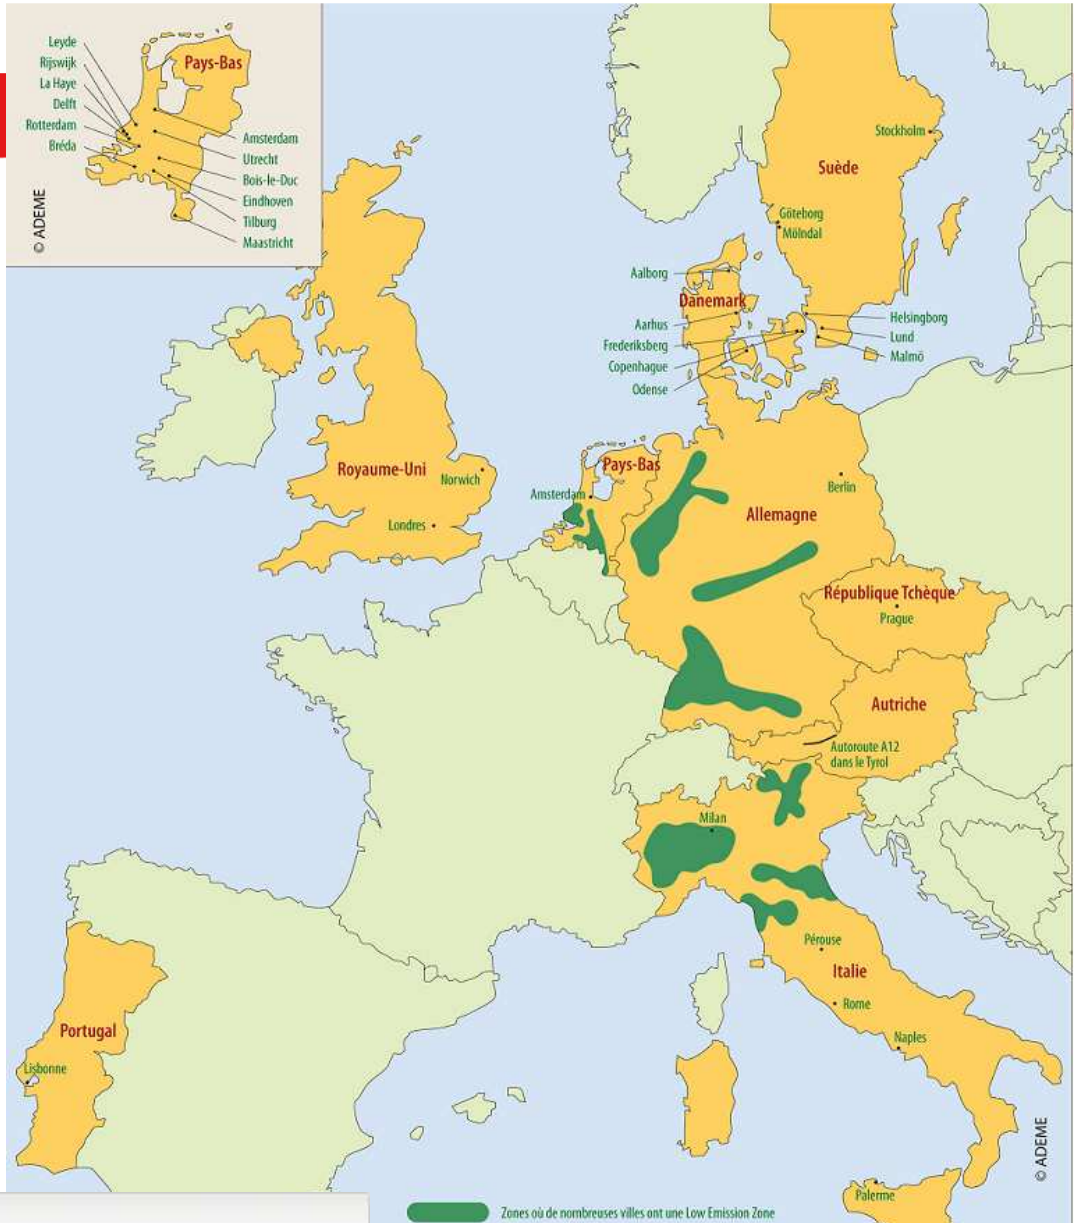 Leyde
Rijswijk
La Haye
Delft
Rotterdam
Bréda
Pays-Bas
Amsterdam
Utrecht
Bois-le-Duc
Eindhoven
Tilburg
Maastricht
© ADEME
Stockholm
Suède
Göteborg
Mölndal
Aalborg
Danemark
Aarhus
Frederiksberg
Copenhague
Odense
Helsingborg
Lund
Malmö
Royaume-Uni
Norwich
Londres
Pays-Bas
Amsterdam
Berlin
Allemagne
République Tchèque
Prague
Autriche
Autoroute A12
dans le Tyrol
Milan
Pérouse
Italie
Rome
Naples
Portugal
Lisbonne
Palerme
© ADEME
Zones où de nombreuses villes ont une Low Emission Zone